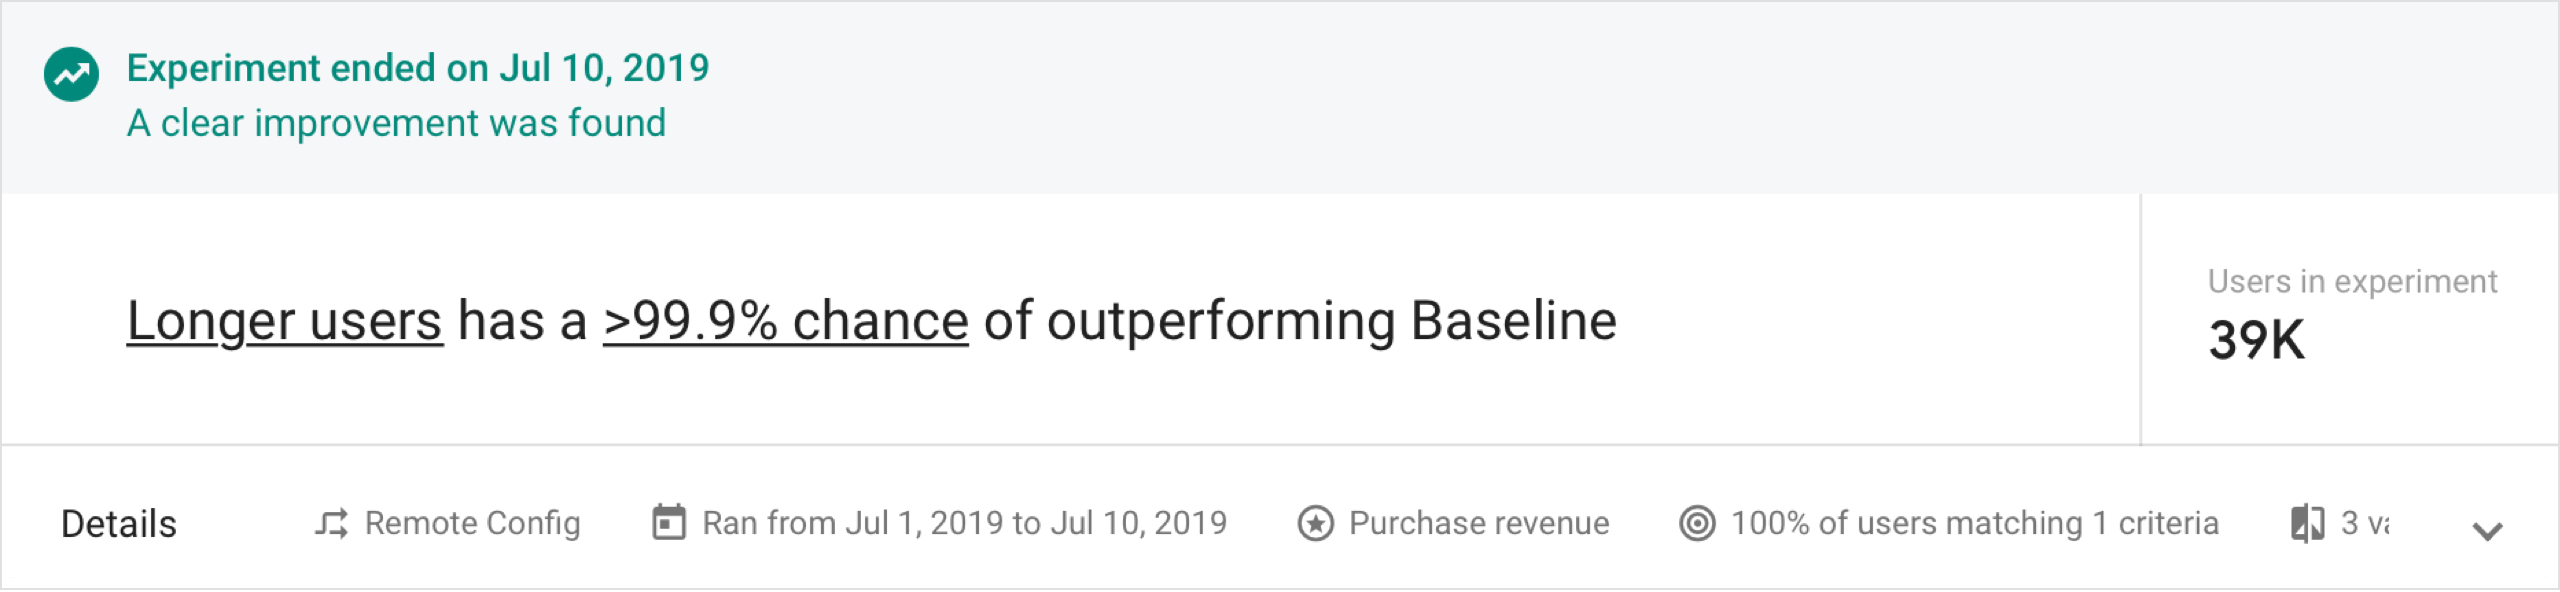 Experiment ended on Jul 10, 2019
A clear improvement was found
Longer users has a >99.9% chance of outperforming Baseline
Users in experiment
39K
Details Remote Config Ran from Jul 1, 2019 to Jul 10, 2019 Purchase revenue 100% of users matching 1 criteria 3